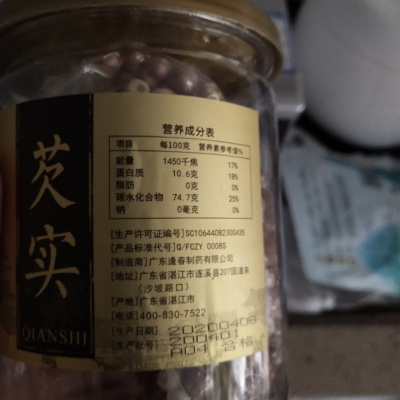 芡实
QIANSHI
营养成分表
项目 每100克 营养素参考值%
能量 1450千焦 17%
蛋白质 10.6克 18%
脂肪 0克 0%
碳水化合物 74.7克 25%
钠 0毫克 0%
[生产许可证编号]SC10644082300435
[产品标准代号]Q/FCZY 0008S
[制造商]广东逢春制药有限公司
[地址]广东省湛江市遂溪县207国道东
(沙坡路口)
[产地]广东省湛江市
[电话]400-830-7522
[生产日期] 20200408
[生产批号] 200401
A04 合格